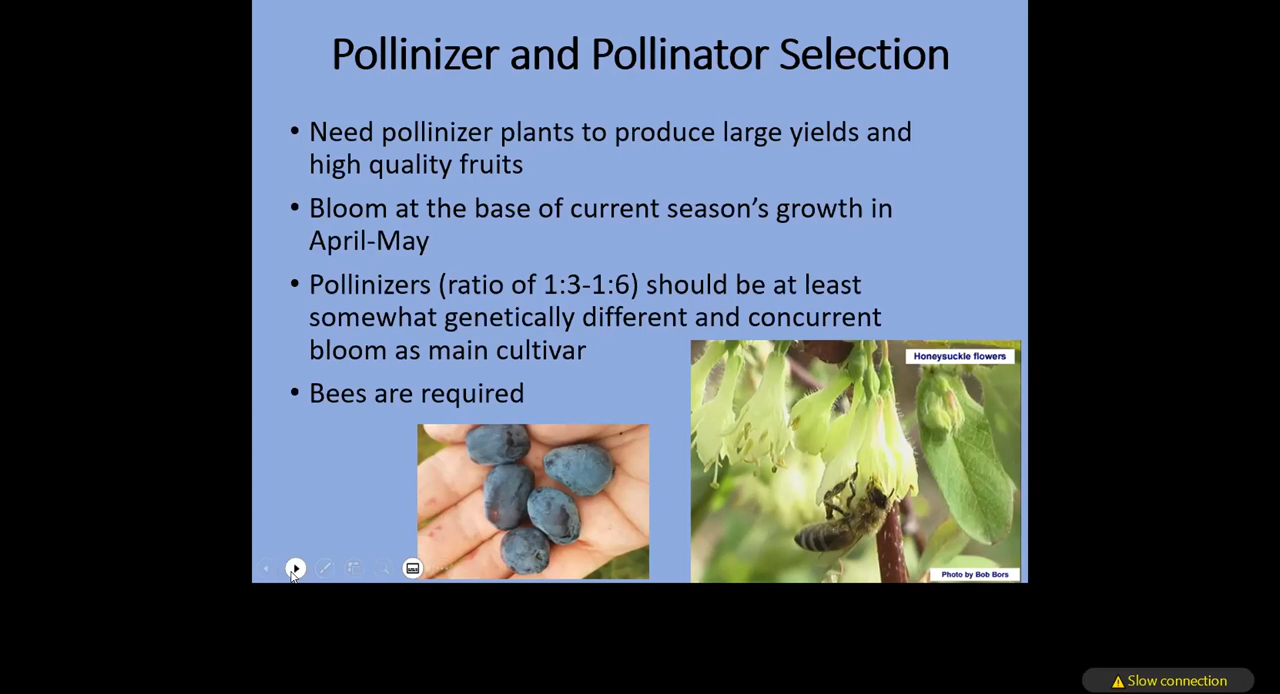 Pollinizer and Pollinator Selection
• Need pollinizer plants to produce large yields and
high quality fruits
• Bloom at the base of current season’s growth in
April-May
• Pollinizers (ratio of 1:3-1:6) should be at least
somewhat genetically different and concurrent
bloom as main cultivar
• Bees are required
Honeysuckle flowers
Photo by Bob Bors
Slow connection